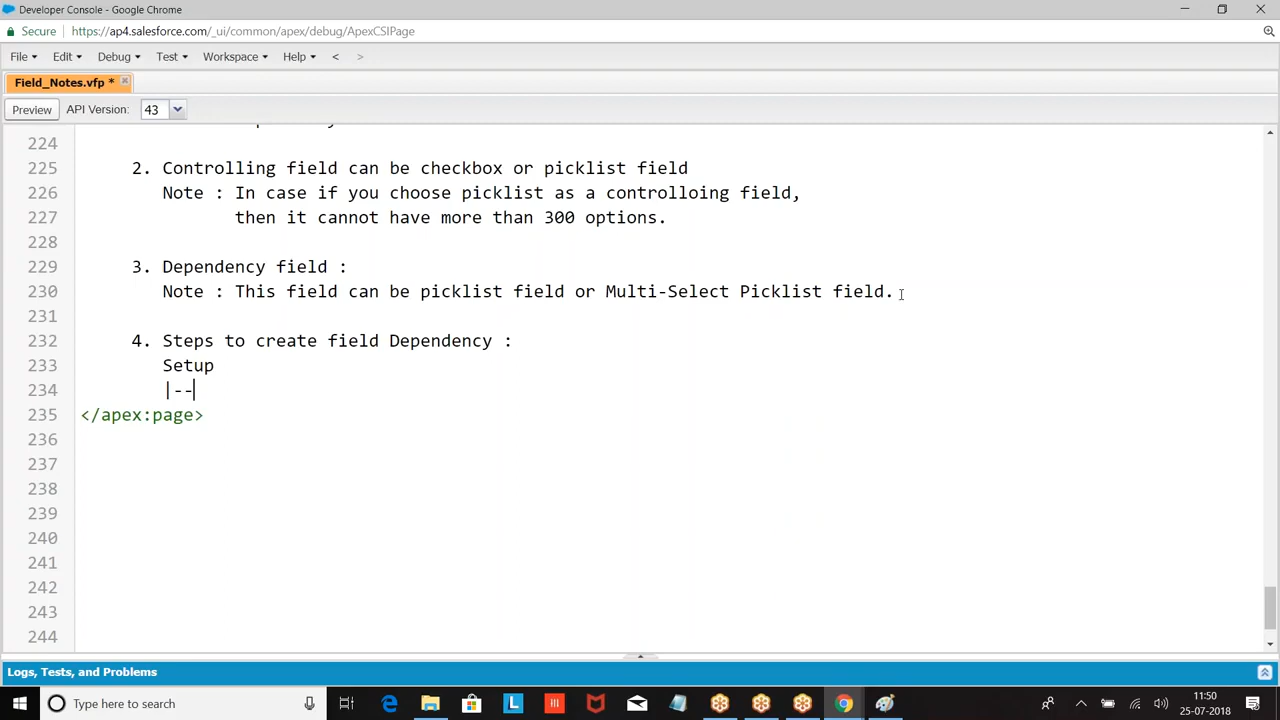 Developer Console - Google Chrome
Secure https://ap4.salesforce.com/_ui/common/apex/debug/ApexCSIPage
File Edit Debug Test Workspace Help < >
Field_Notes.vfp *
Preview API Version: 43
224
225 2. Controlling field can be checkbox or picklist field
226 Note : In case if you choose picklist as a controlloing field,
227 then it cannot have more than 300 options.
228
229 3. Dependency field :
230 Note : This field can be picklist field or Multi-Select Picklist field.
231
232 4. Steps to create field Dependency :
233 Setup
234 |--
235 </apex:page>
236
237
238
239
240
241
242
243
244
Logs, Tests, and Problems
Type here to search
11:50
25-07-2018